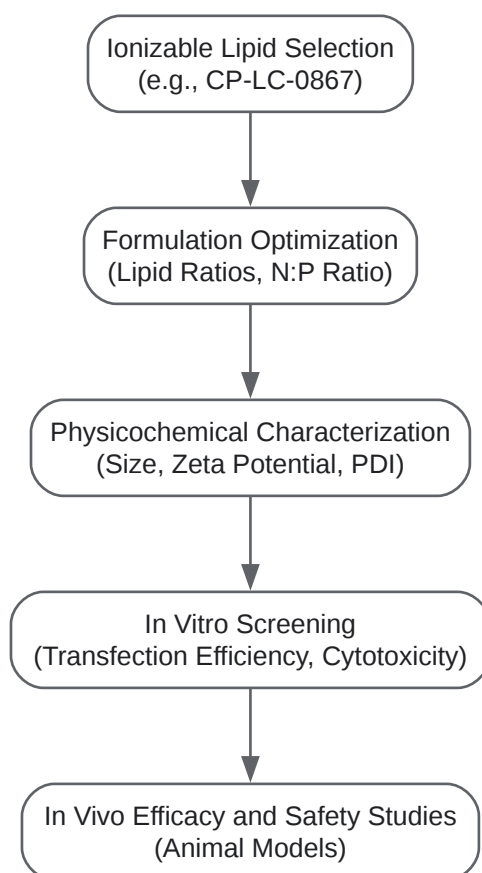 Ionizable Lipid Selection
(e.g., CP-LC-0867)
Formulation Optimization
(Lipid Ratios, N:P Ratio)
Physicochemical Characterization
(Size, Zeta Potential, PDI)
In Vitro Screening
(Transfection Efficiency, Cytotoxicity)
In Vivo Efficacy and Safety Studies
(Animal Models)